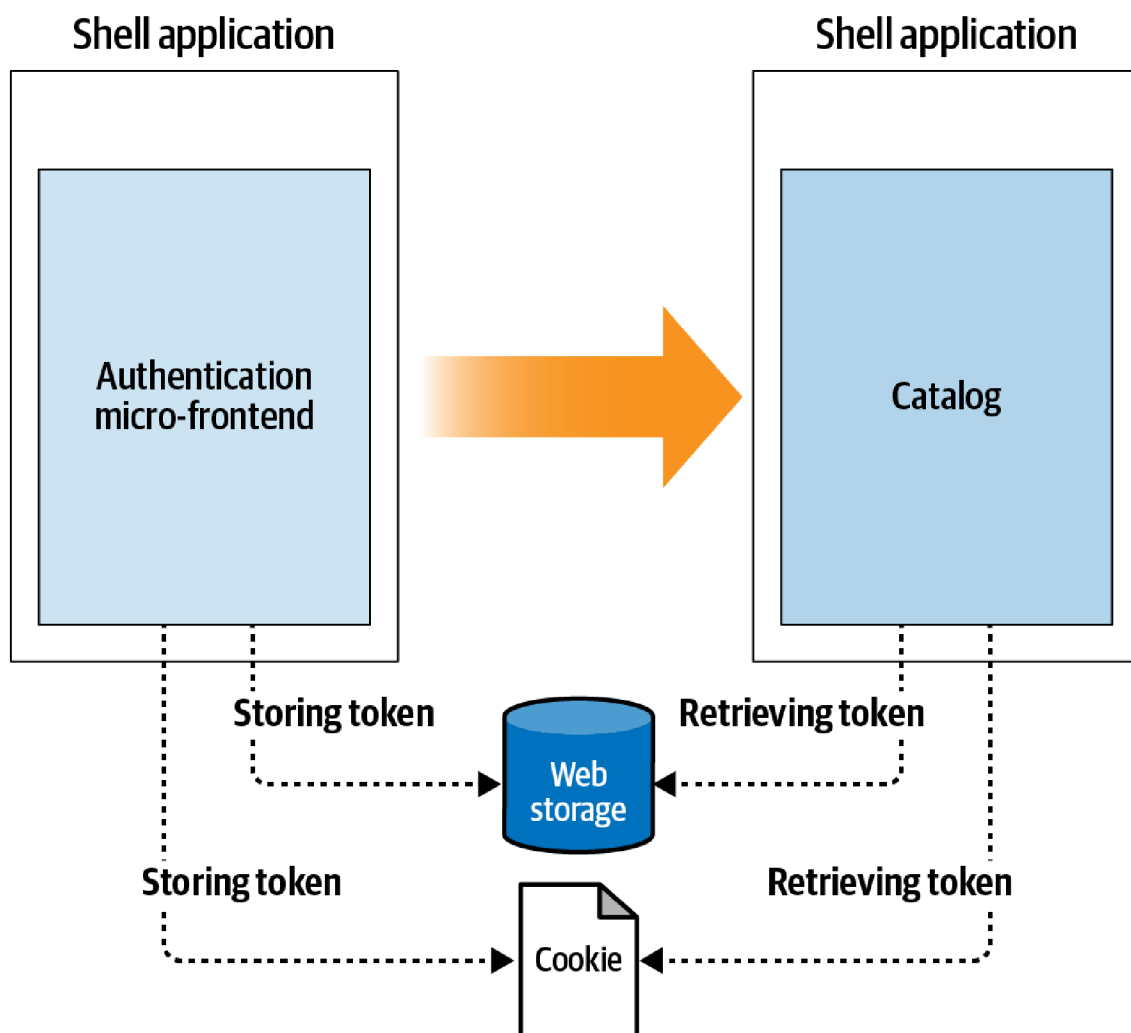 Shell application
Shell application
Authentication
micro-frontend
Catalog
Storing token
Retrieving token
Web
storage
Storing token
Retrieving token
Cookie